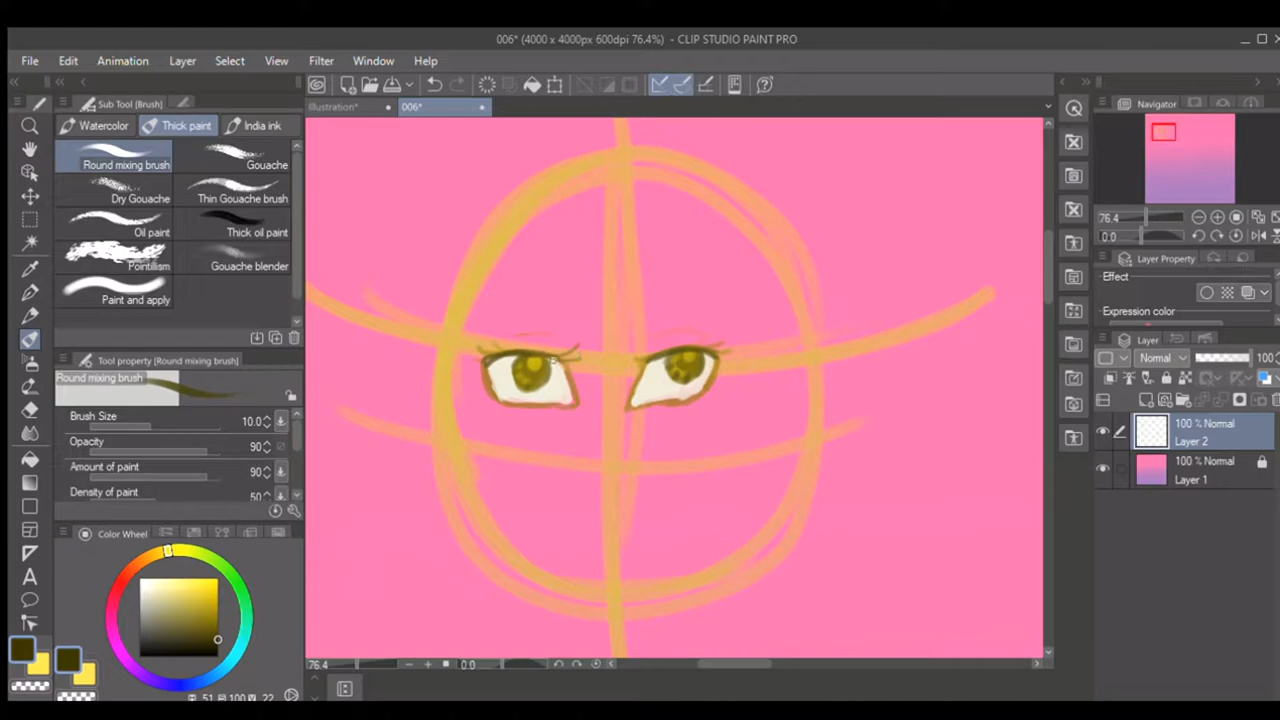 006* (4000 x 4000px 600dpi 76.4%) - CLIP STUDIO PAINT PRO
File Edit Animation Layer Select View Filter Window Help
Sub Tool [Brush]
Illustration* 006*
Navigator
Watercolor Thick paint India ink
Round mixing brush Gouache
Dry Gouache Thin Gouache brush
Oil paint Thick oil paint
Pointillism Gouache blender
Paint and apply
76.4
0.0
Layer Property
Effect
Expression color
Layer
Normal
100 % Normal
Layer 2
100 % Normal
Layer 1
Tool property [Round mixing brush]
Round mixing brush
Brush Size 10.0
Opacity 90
Amount of paint 90
Density of paint 50
Color Wheel
A
76.4 0.0
51 100 V 22